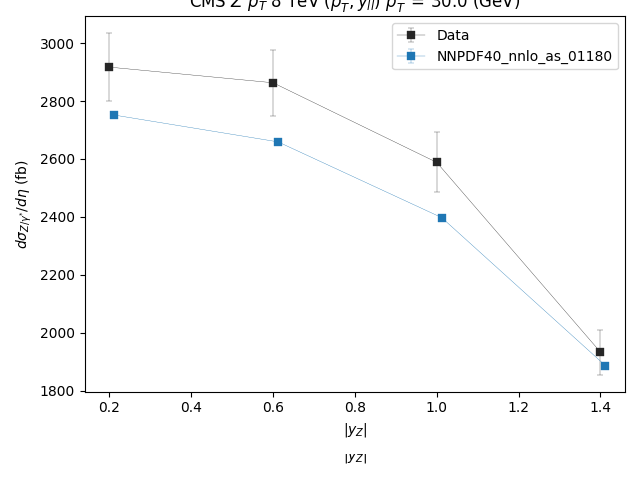 CMS Z p_T 8 TeV (p_T, y_ll) p_T = 30.0 (GeV)
Data
NNPDF40_nnlo_as_01180
3000
2800
2600
2400
2200
2000
1800
dσ_{Z/γ*}/dη (fb)
0.2 0.4 0.6 0.8 1.0 1.2 1.4
|y_Z|
|y_Z|